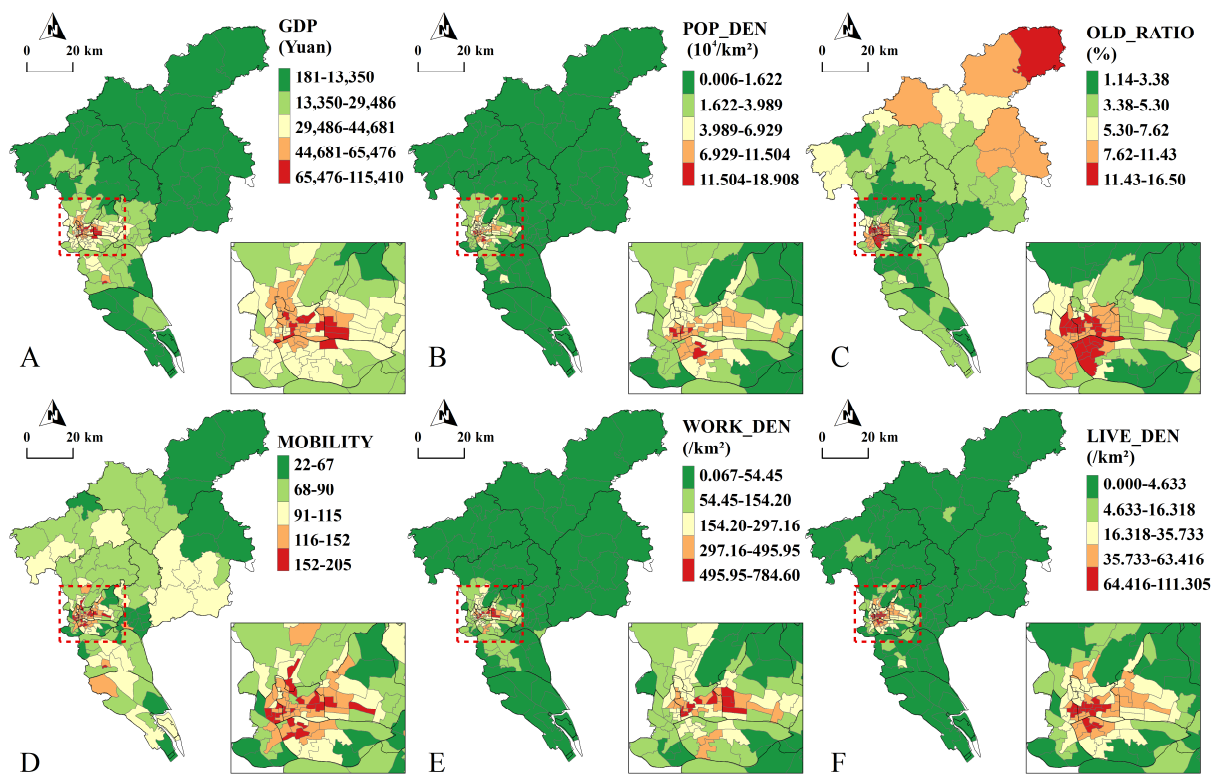 N
0 20 km
GDP
(Yuan)
181-13,350
13,350-29,486
29,486-44,681
44,681-65,476
65,476-115,410
A
N
0 20 km
POP_DEN
(10⁴/km²)
0.006-1.622
1.622-3.989
3.989-6.929
6.929-11.504
11.504-18.908
B
N
0 20 km
OLD_RATIO
(%)
1.14-3.38
3.38-5.30
5.30-7.62
7.62-11.43
11.43-16.50
C
N
0 20 km
MOBILITY
22-67
68-90
91-115
116-152
152-205
D
N
0 20 km
WORK_DEN
(/km²)
0.067-54.45
54.45-154.20
154.20-297.16
297.16-495.95
495.95-784.60
E
N
0 20 km
LIVE_DEN
(/km²)
0.000-4.633
4.633-16.318
16.318-35.733
35.733-63.416
64.416-111.305
F